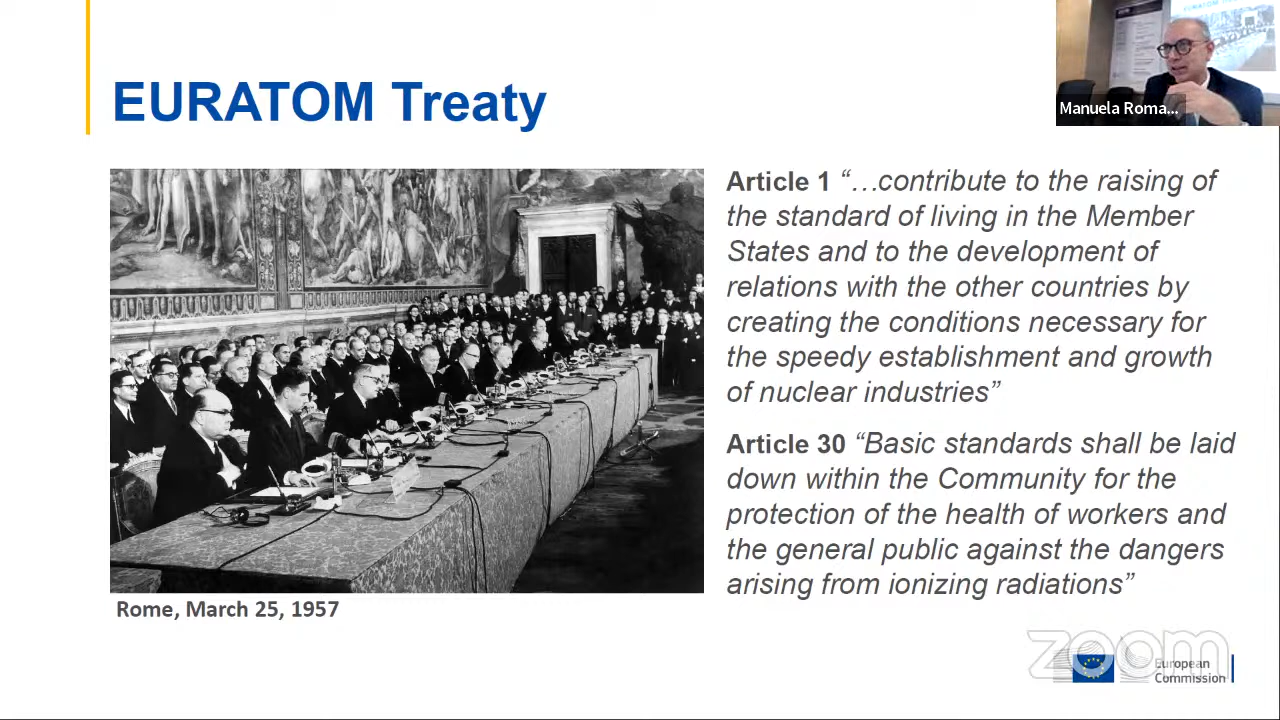 EURATOM Treaty
Manuela Roma...
Article 1 “…contribute to the raising of
the standard of living in the Member
States and to the development of
relations with the other countries by
creating the conditions necessary for
the speedy establishment and growth
of nuclear industries”
Article 30 “Basic standards shall be laid
down within the Community for the
protection of the health of workers and
the general public against the dangers
arising from ionizing radiations”
Rome, March 25, 1957
zoom
European
Commission